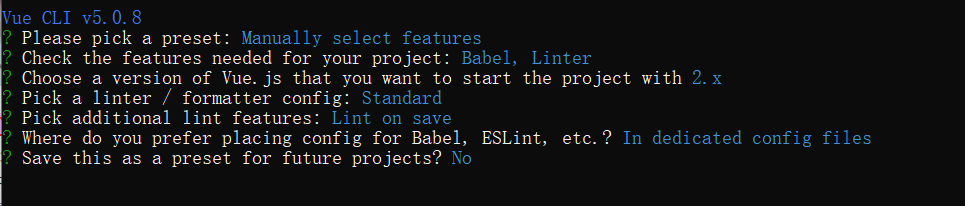 Vue CLI v5.0.8
? Please pick a preset: Manually select features
? Check the features needed for your project: Babel, Linter
? Choose a version of Vue.js that you want to start the project with 2.x
? Pick a linter / formatter config: Standard
? Pick additional lint features: Lint on save
? Where do you prefer placing config for Babel, ESLint, etc.? In dedicated config files
? Save this as a preset for future projects? No